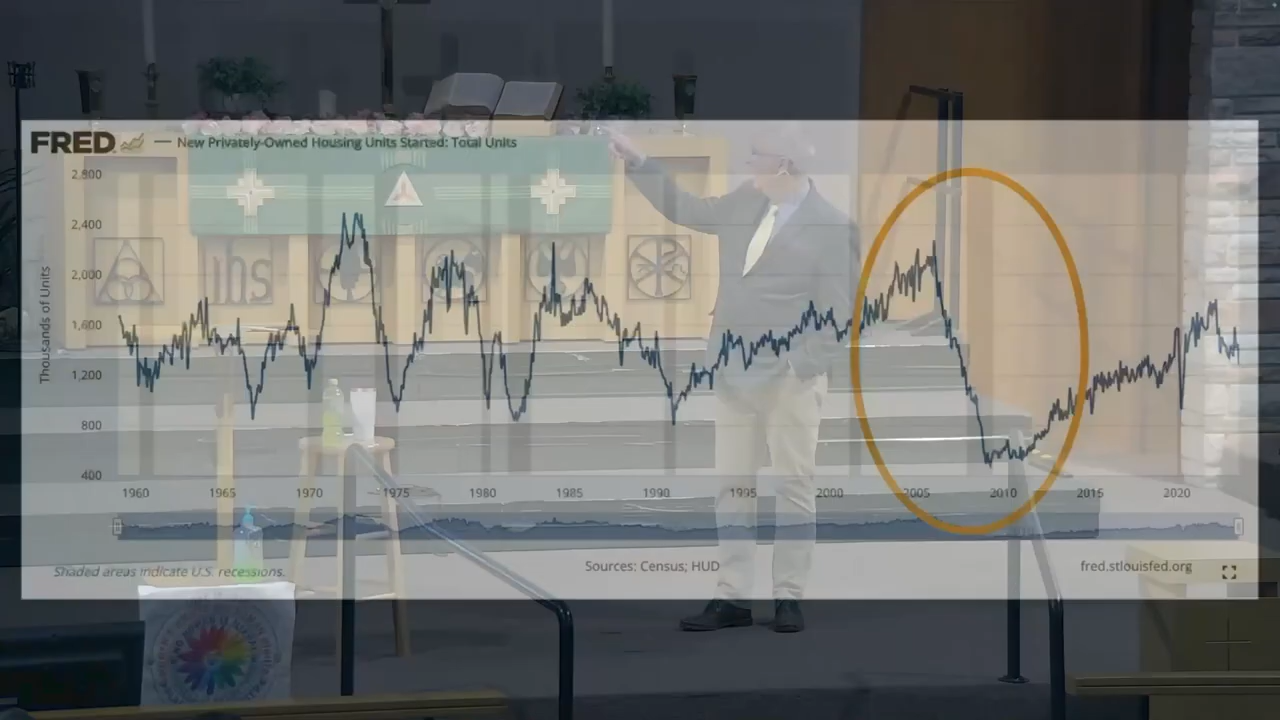 FRED — New Privately-Owned Housing Units Started: Total Units
2,800
2,400
2,000
1,600
1,200
800
400
Thousands of Units
1960 1965 1970 1975 1980 1985 1990 1995 2000 2005 2010 2015 2020
Shaded areas indicate U.S. recessions.
Sources: Census; HUD
fred.stlouisfed.org
ihs